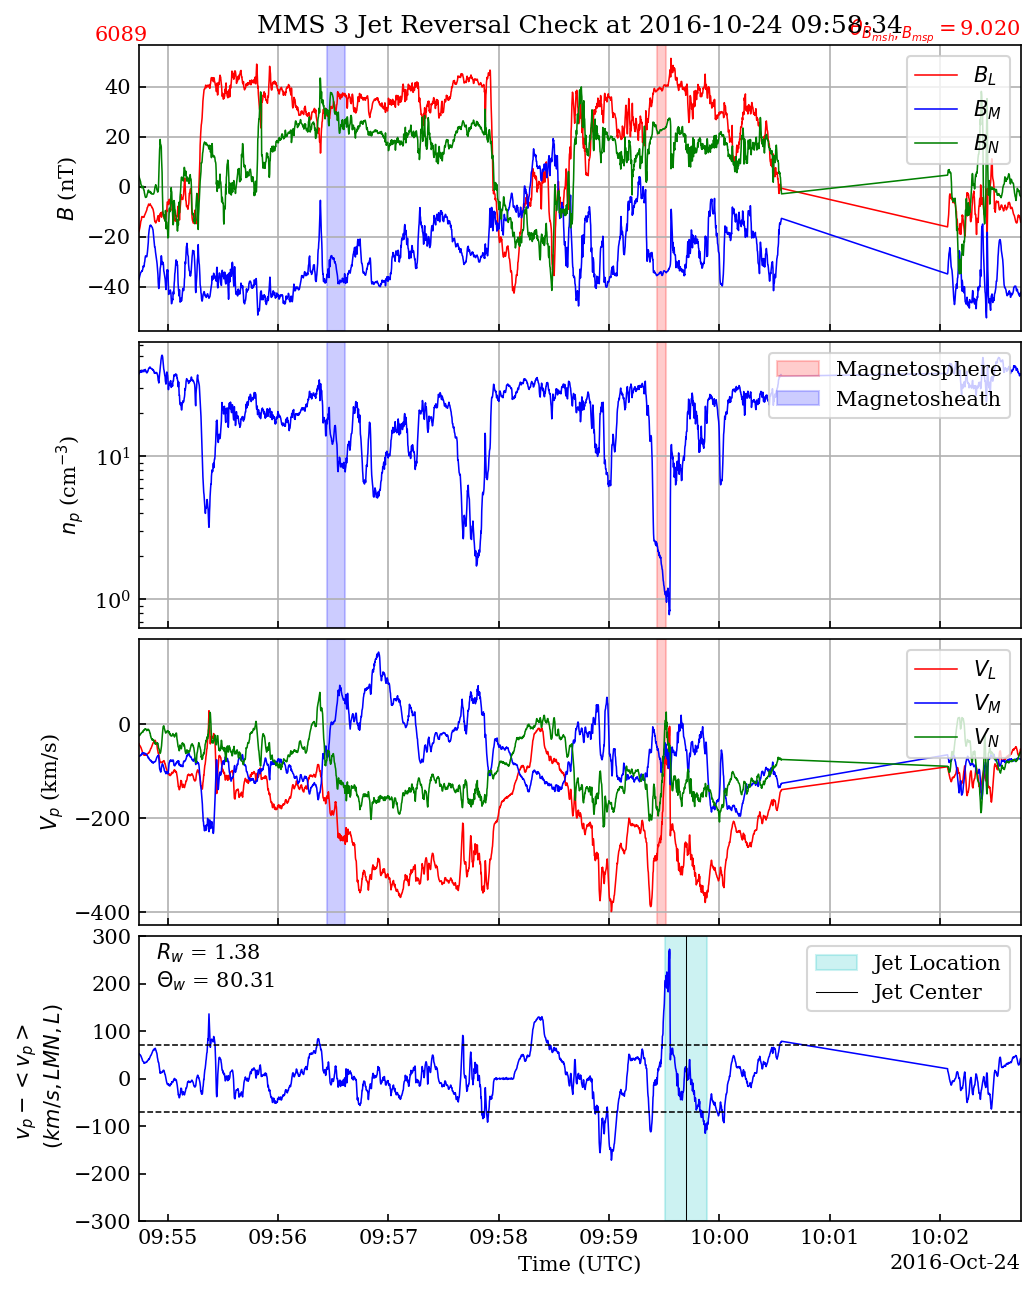 MMS 3 Jet Reversal Check at 2016-10-24 09:58:34
6089
θ_{B_{msh}, B_{msp}} = 9.020
B (nT)
40
20
0
−20
−40
B_L
B_M
B_N
n_p (cm^{−3})
10^1
10^0
Magnetosphere
Magnetosheath
V_p (km/s)
0
−200
−400
V_L
V_M
V_N
v_p − <v_p>
(km/s, LMN, L)
300
200
100
0
−100
−200
−300
R_w = 1.38
Θ_w = 80.31
Jet Location
Jet Center
09:55 09:56 09:57 09:58 09:59 10:00 10:01 10:02
Time (UTC)
2016-Oct-24